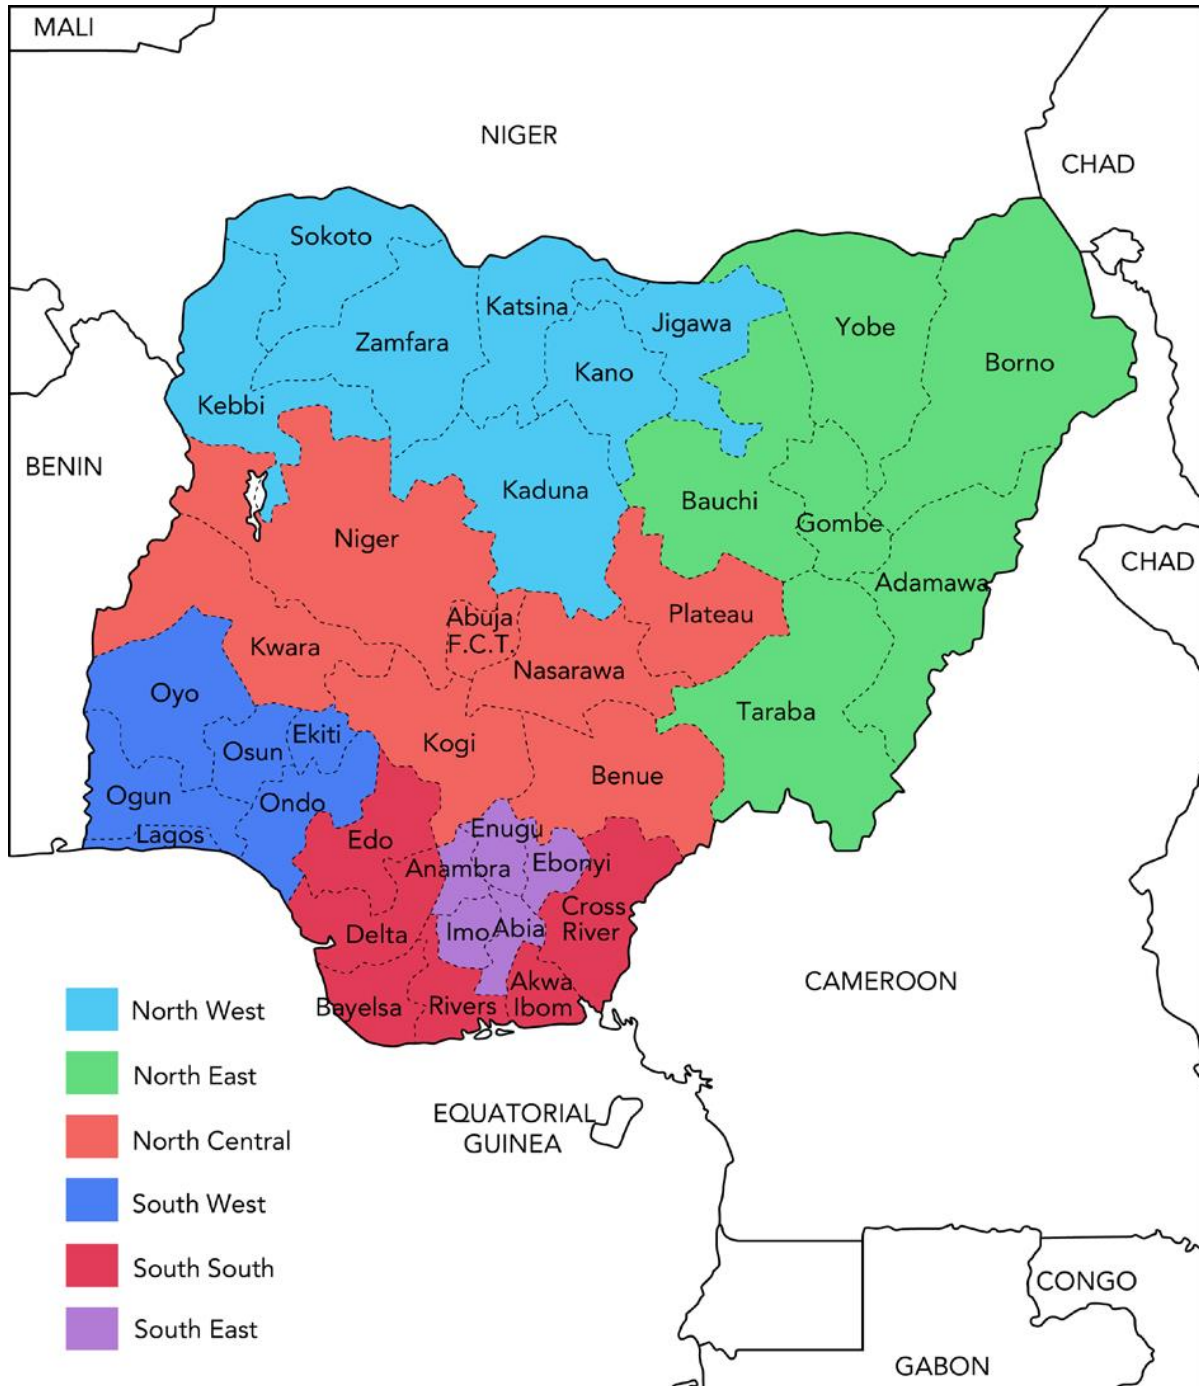 MALI
NIGER
CHAD
Sokoto
Katsina
Jigawa
Yobe
Zamfara
Borno
Kano
Kebbi
BENIN
Kaduna
Bauchi
Gombe
Niger
CHAD
Adamawa
Abuja
F.C.T.
Plateau
Kwara
Nasarawa
Oyo
Taraba
Ekiti
Osun
Kogi
Benue
Ogun
Ondo
Lagos
Edo
Enugu
Anambra
Ebonyi
Cross
River
Delta
Imo
Abia
Akwa
Ibom
Bayelsa
Rivers
CAMEROON
EQUATORIAL
GUINEA
North West
North East
North Central
South West
South South
South East
CONGO
GABON